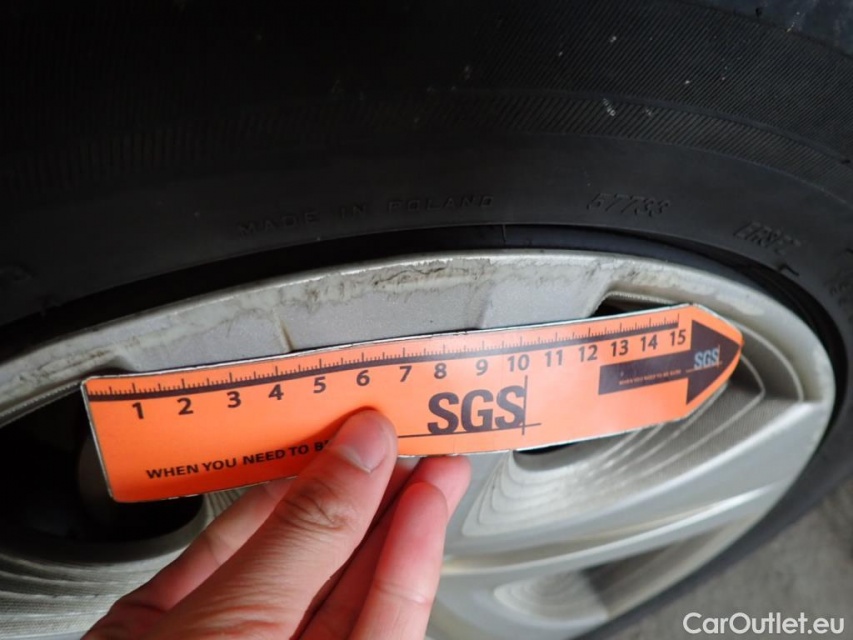 MADE IN POLAND 57733
1 2 3 4 5 6 7 8 9 10 11 12 13 14 15
SGS
SGS
WHEN YOU NEED TO B
CarOutlet.eu